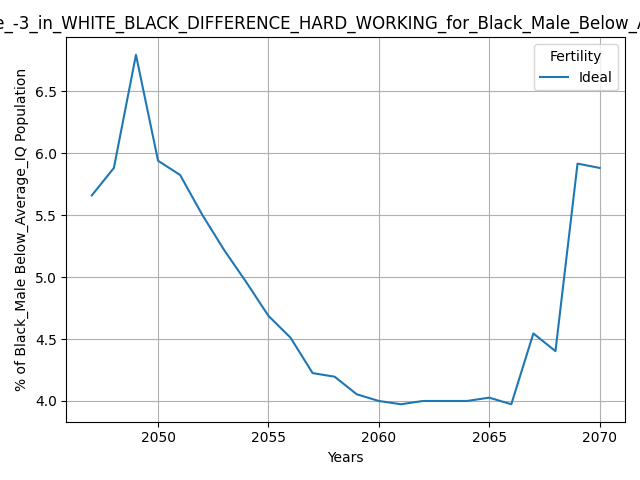 e_-3_in_WHITE_BLACK_DIFFERENCE_HARD_WORKING_for_Black_Male_Below_A
Fertility
Ideal
% of Black_Male Below_Average_IQ Population
6.5
6.0
5.5
5.0
4.5
4.0
2050 2055 2060 2065 2070
Years